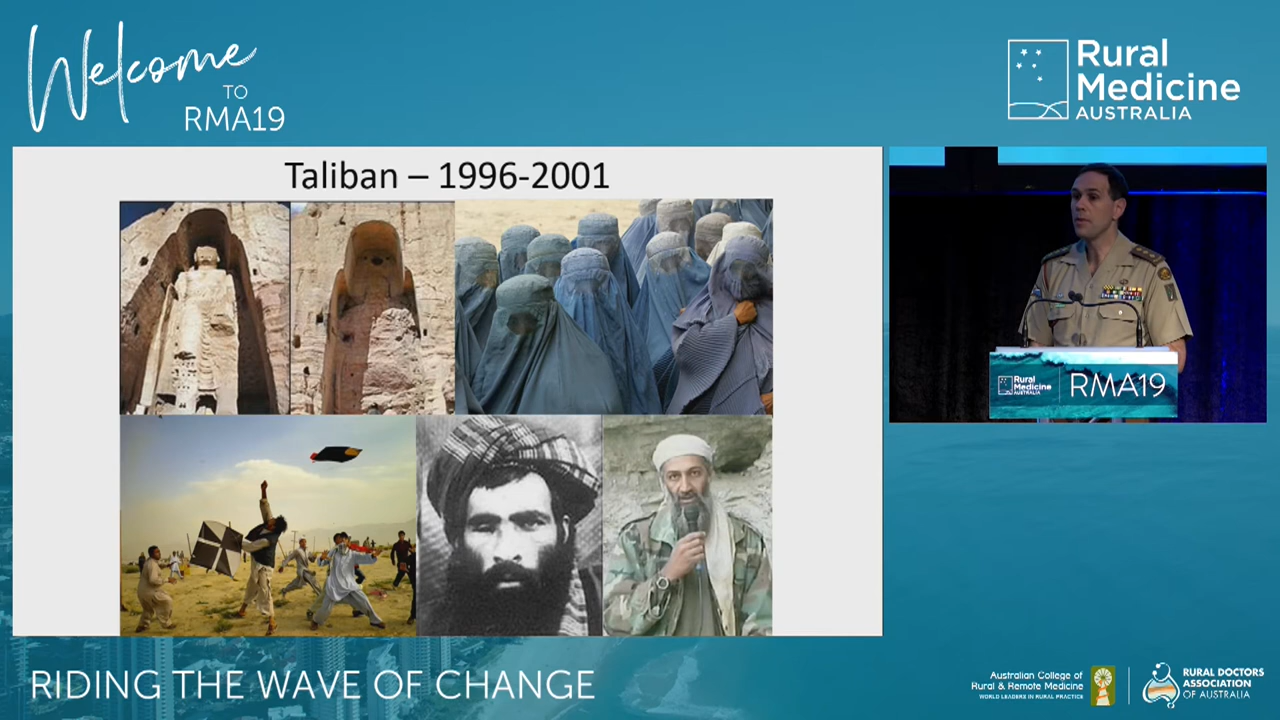 Welcome
TO
RMA19
Rural
Medicine
AUSTRALIA
Taliban – 1996-2001
Rural
Medicine
AUSTRALIA
RMA19
RIDING THE WAVE OF CHANGE
Australian College of
Rural & Remote Medicine
WORLD LEADERS IN RURAL PRACTICE
RURAL DOCTORS
ASSOCIATION
OF AUSTRALIA